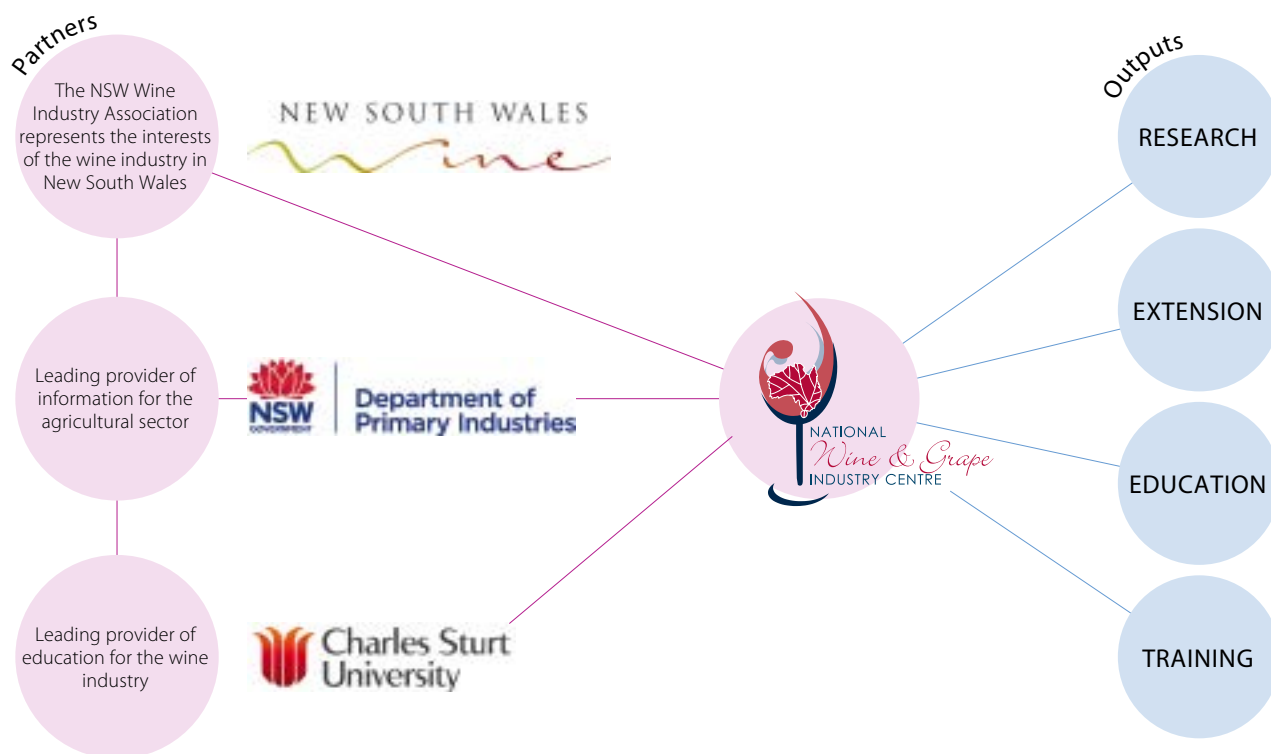 Partners
The NSW Wine
Industry Association
represents the interests
of the wine industry in
New South Wales
NEW SOUTH WALES
Wine
Leading provider of
information for the
agricultural sector
NSW
GOVERNMENT
Department of
Primary Industries
Leading provider of
education for the wine
industry
Charles Sturt
University
NATIONAL
Wine & Grape
INDUSTRY CENTRE
Outputs
RESEARCH
EXTENSION
EDUCATION
TRAINING